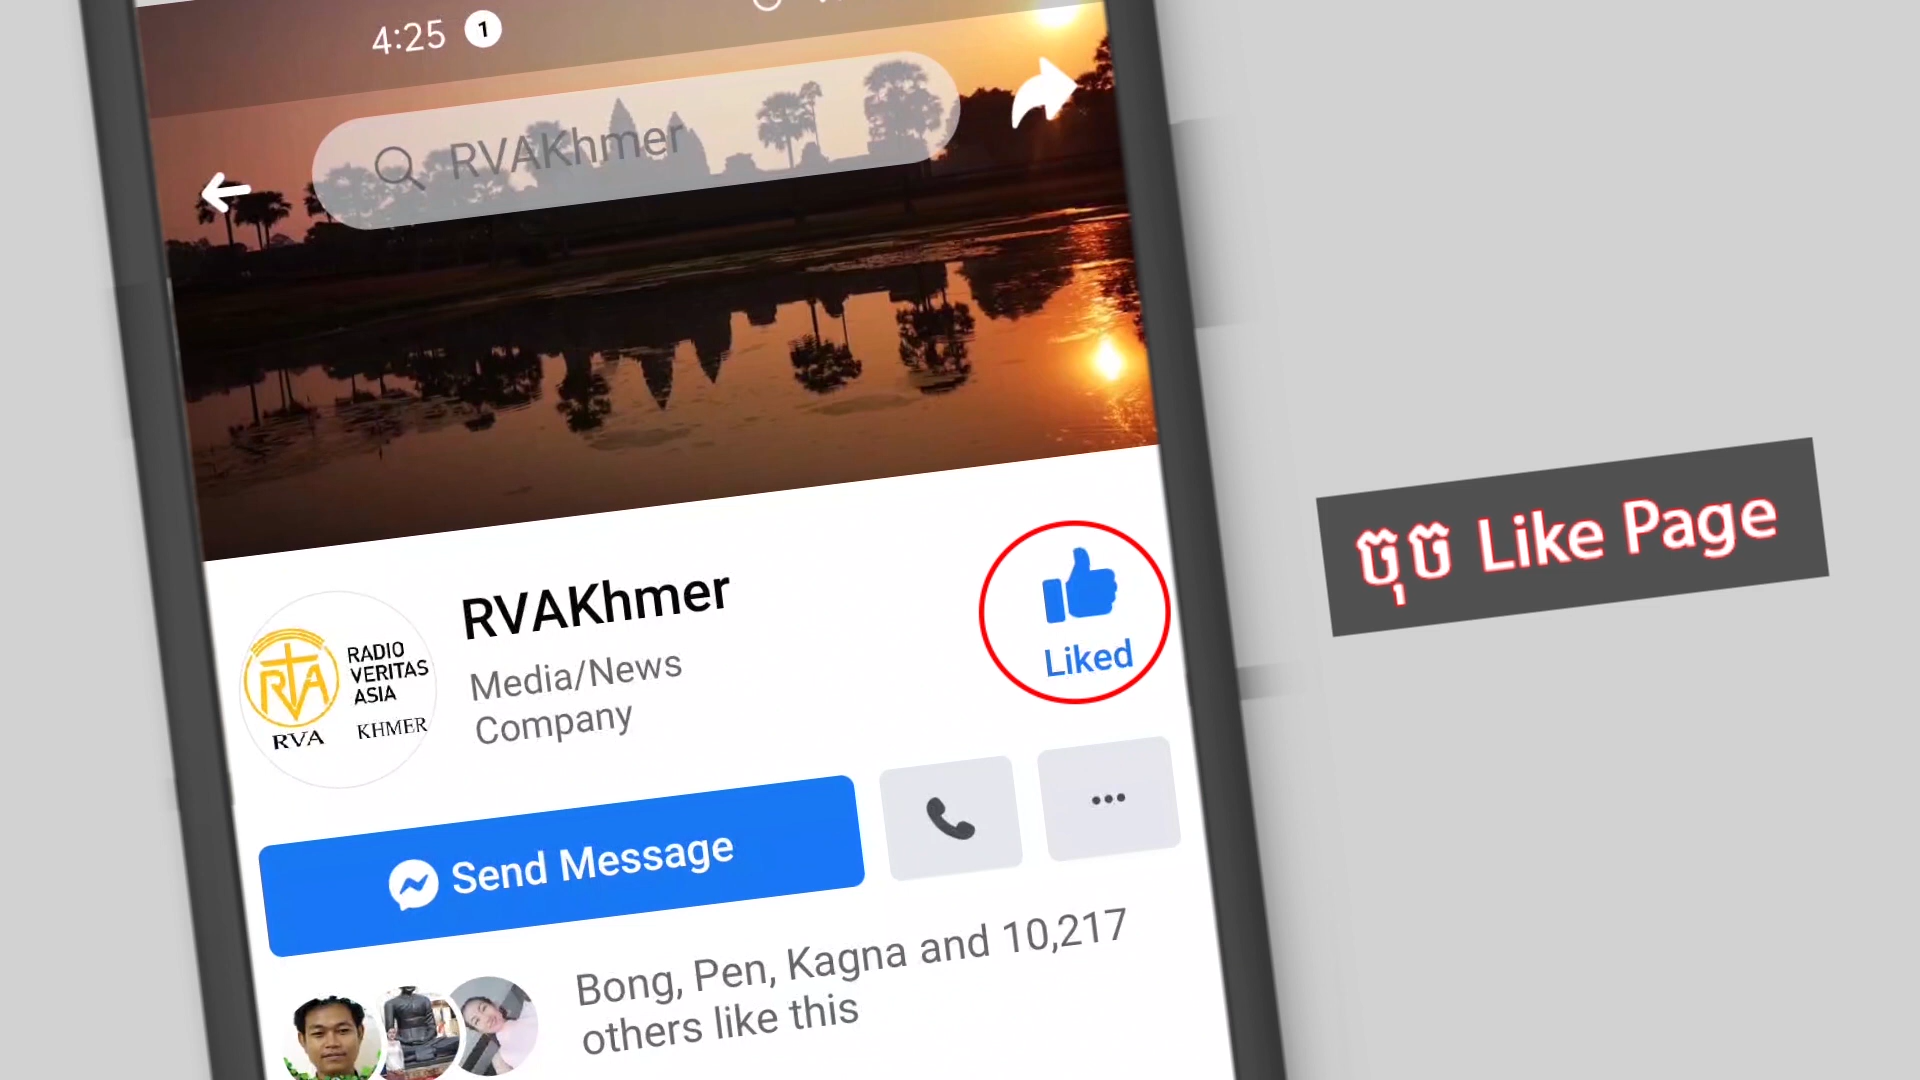 4:25 1
RVAKhmer
RVAKhmer
Media/News
Company
Liked
RADIO
VERITAS
ASIA
RVA KHMER
Send Message
Bong, Pen, Kagna and 10,217
others like this
ចុច Like Page